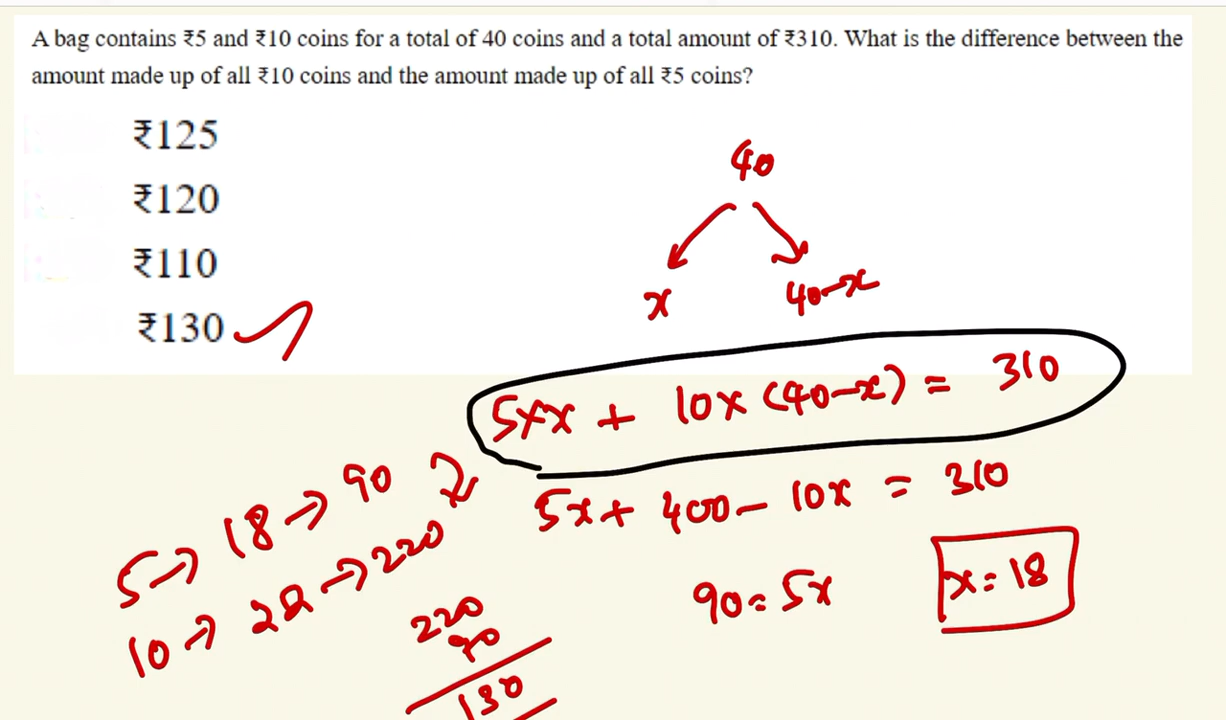 A bag contains ₹5 and ₹10 coins for a total of 40 coins and a total amount of ₹310. What is the difference between the
amount made up of all ₹10 coins and the amount made up of all ₹5 coins?
₹125
₹120
₹110
₹130
40
x
40-x
5×x + 10×(40-x) = 310
5x + 400 - 10x = 310
90 = 5x
x = 18
5 → 18 → 90
10 → 22 → 220
220
90
130